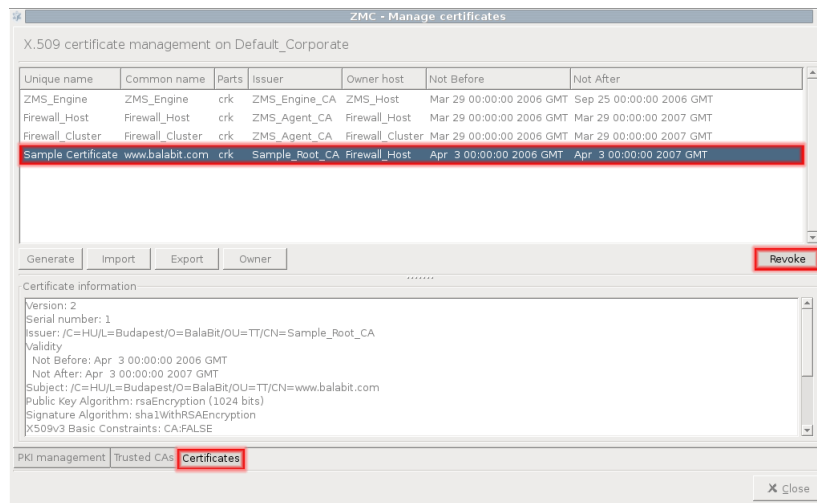 ZMC - Manage certificates
X.509 certificate management on Default_Corporate
Unique name Common name Parts Issuer Owner host Not Before Not After
ZMS_Engine ZMS_Engine crk ZMS_Engine_CA ZMS_Host Mar 29 00:00:00 2006 GMT Sep 25 00:00:00 2006 GMT
Firewall_Host Firewall_Host crk ZMS_Agent_CA Firewall_Host Mar 29 00:00:00 2006 GMT Mar 29 00:00:00 2007 GMT
Firewall_Cluster Firewall_Cluster crk ZMS_Agent_CA Firewall_Cluster Mar 29 00:00:00 2006 GMT Mar 29 00:00:00 2007 GMT
Sample Certificate www.balabit.com crk Sample_Root_CA Firewall_Host Apr 3 00:00:00 2006 GMT Apr 3 00:00:00 2007 GMT
Generate Import Export Owner Revoke
Certificate information
Version: 2
Serial number: 1
Issuer: /C=HU/L=Budapest/O=BalaBit/OU=TT/CN=Sample_Root_CA
Validity
Not Before: Apr 3 00:00:00 2006 GMT
Not After: Apr 3 00:00:00 2007 GMT
Subject: /C=HU/L=Budapest/O=BalaBit/OU=TT/CN=www.balabit.com
Public Key Algorithm: rsaEncryption (1024 bits)
Signature Algorithm: sha1WithRSAEncryption
X509v3 Basic Constraints: CA:FALSE
PKI management Trusted CAs Certificates
Close